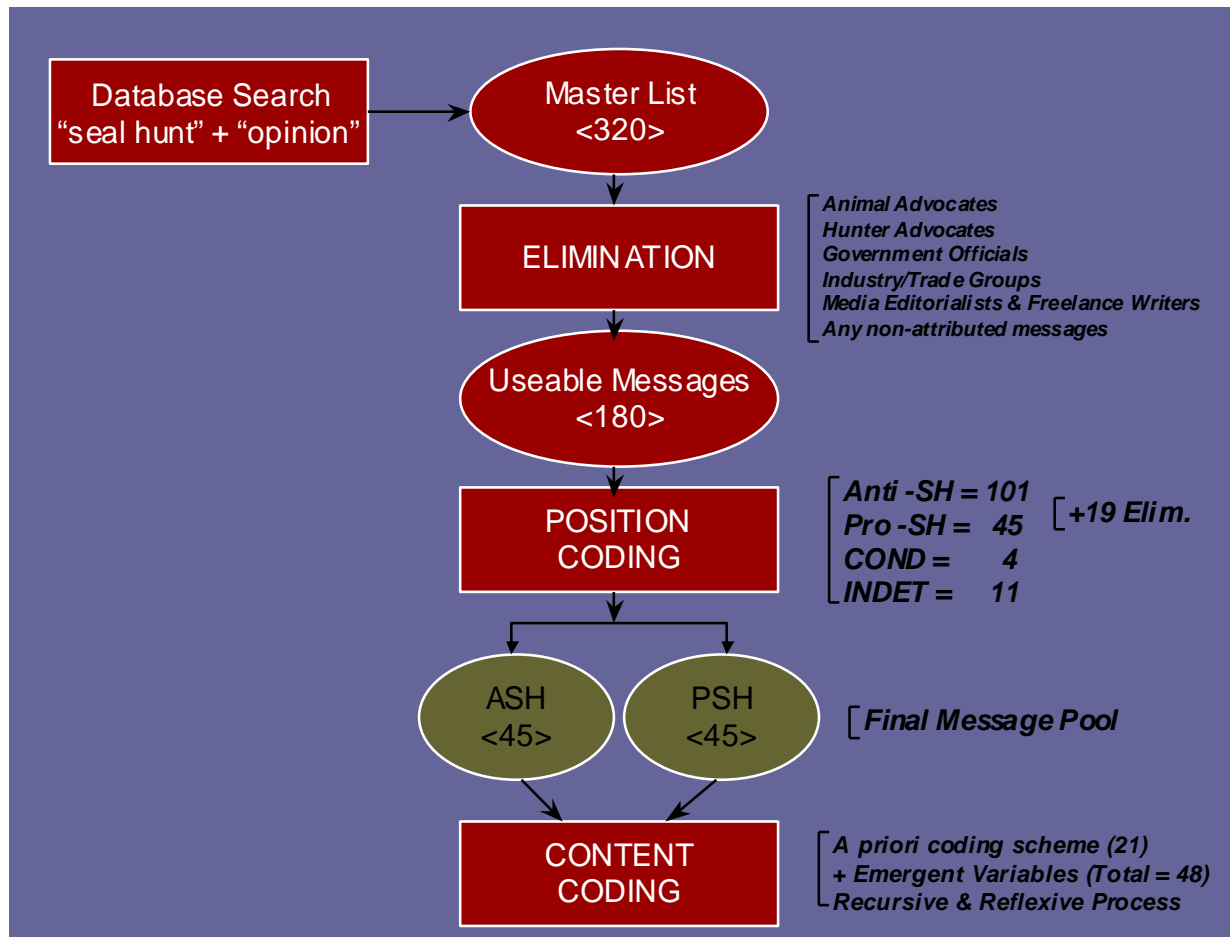 Database Search
“seal hunt” + “opinion”
Master List
<320>
ELIMINATION
Animal Advocates
Hunter Advocates
Government Officials
Industry/Trade Groups
Media Editorialists & Freelance Writers
Any non-attributed messages
Useable Messages
<180>
POSITION
CODING
Anti -SH = 101
Pro -SH = 45
COND = 4
INDET = 11
+19 Elim.
ASH
<45>
PSH
<45>
Final Message Pool
CONTENT
CODING
A priori coding scheme (21)
+ Emergent Variables (Total = 48)
Recursive & Reflexive Process